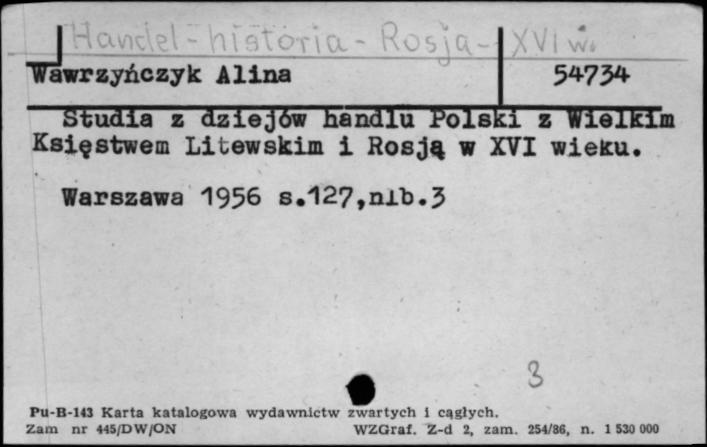 Handel - historia - Rosja - XVI w.
Wawrzyńczyk Alina 54734
Studia z dziejów handlu Polski z Wielkim
Księstwem Litewskim i Rosją w XVI wieku.
Warszawa 1956 s.127,nlb.3
3
Pu-B-143 Karta katalogowa wydawnictw zwartych i cągłych.
Zam nr 445/DW/ON WZGraf. Z-d 2, zam. 254/86, n. 1 530 000